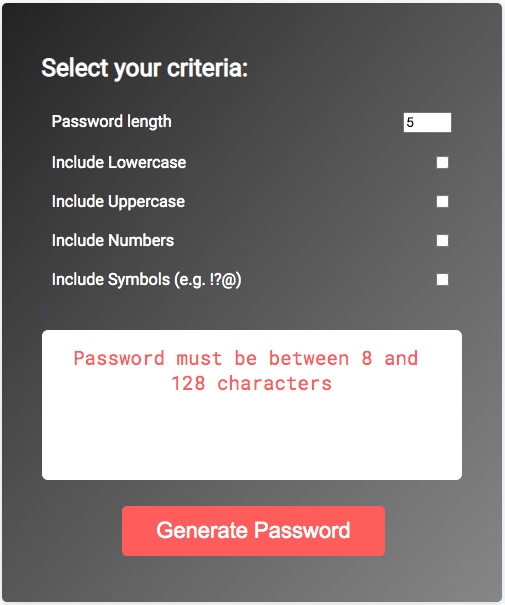 Select your criteria:
Password length 5
Include Lowercase
Include Uppercase
Include Numbers
Include Symbols (e.g. !?@)
Password must be between 8 and
128 characters
Generate Password